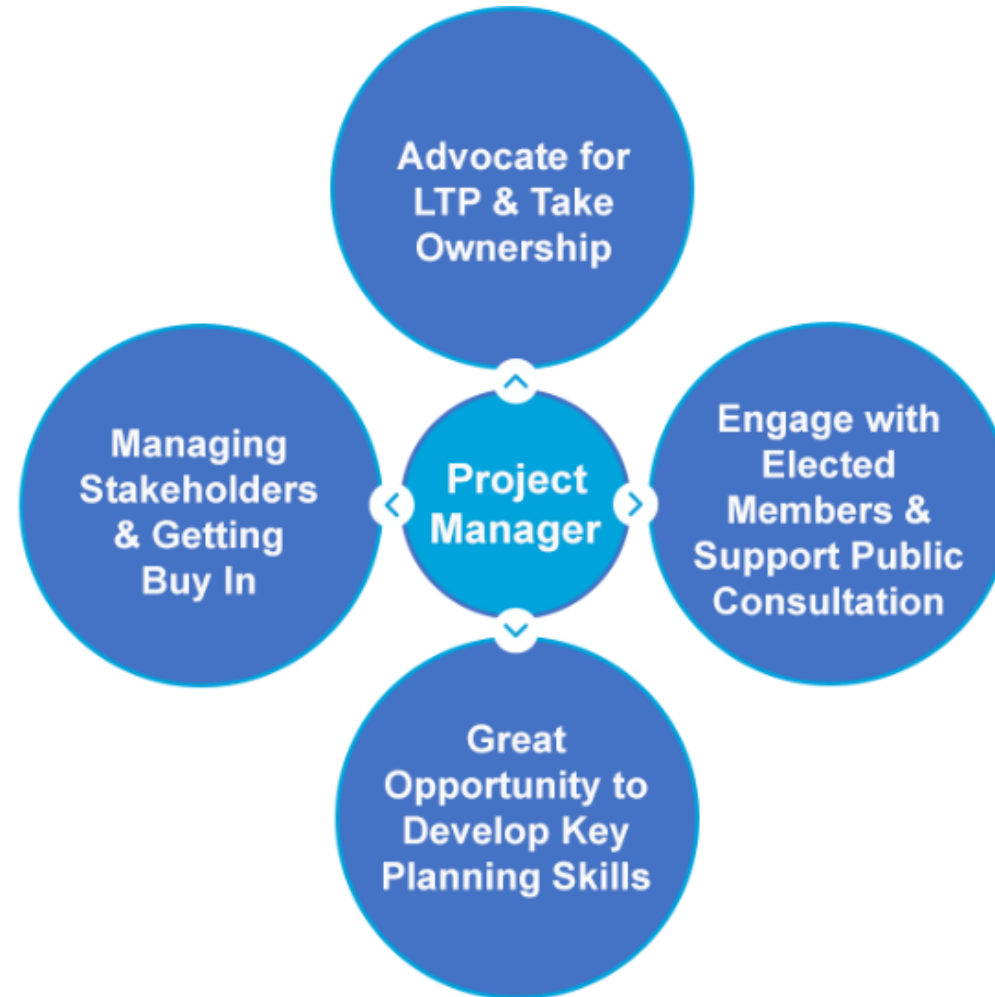 Advocate for
LTP & Take
Ownership
Managing
Stakeholders
& Getting
Buy In
Project
Manager
Engage with
Elected
Members &
Support Public
Consultation
Great
Opportunity to
Develop Key
Planning Skills